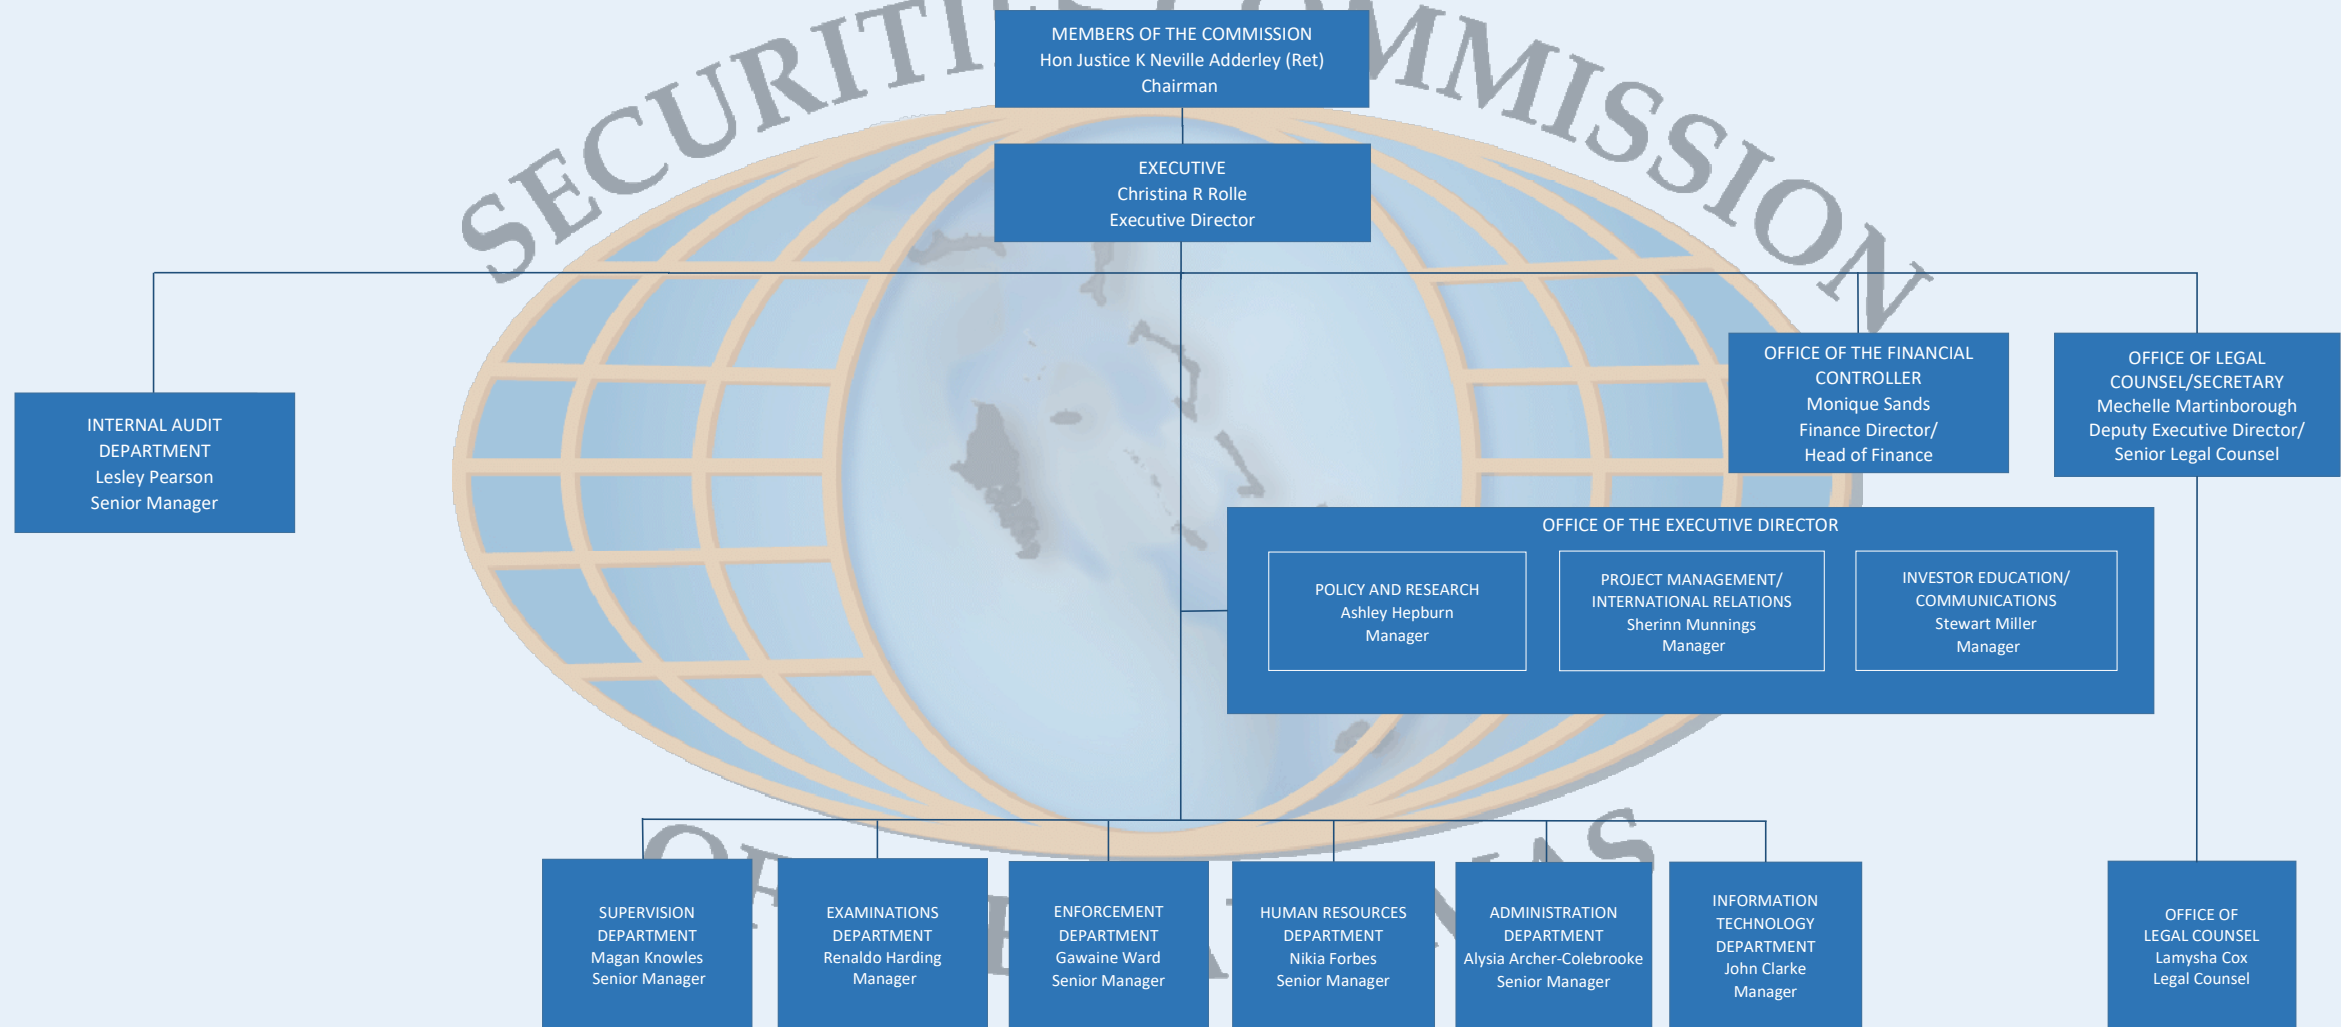 SECURITIES COMMISSION
MEMBERS OF THE COMMISSION
Hon Justice K Neville Adderley (Ret)
Chairman
EXECUTIVE
Christina R Rolle
Executive Director
INTERNAL AUDIT
DEPARTMENT
Lesley Pearson
Senior Manager
OFFICE OF THE FINANCIAL
CONTROLLER
Monique Sands
Finance Director/
Head of Finance
OFFICE OF LEGAL
COUNSEL/SECRETARY
Mechelle Martinborough
Deputy Executive Director/
Senior Legal Counsel
OFFICE OF THE EXECUTIVE DIRECTOR
POLICY AND RESEARCH
Ashley Hepburn
Manager
PROJECT MANAGEMENT/
INTERNATIONAL RELATIONS
Sherinn Munnings
Manager
INVESTOR EDUCATION/
COMMUNICATIONS
Stewart Miller
Manager
SUPERVISION
DEPARTMENT
Magan Knowles
Senior Manager
EXAMINATIONS
DEPARTMENT
Renaldo Harding
Manager
ENFORCEMENT
DEPARTMENT
Gawaine Ward
Senior Manager
HUMAN RESOURCES
DEPARTMENT
Nikia Forbes
Senior Manager
ADMINISTRATION
DEPARTMENT
Alysia Archer-Colebrooke
Senior Manager
INFORMATION
TECHNOLOGY
DEPARTMENT
John Clarke
Manager
OFFICE OF
LEGAL COUNSEL
Lamysha Cox
Legal Counsel